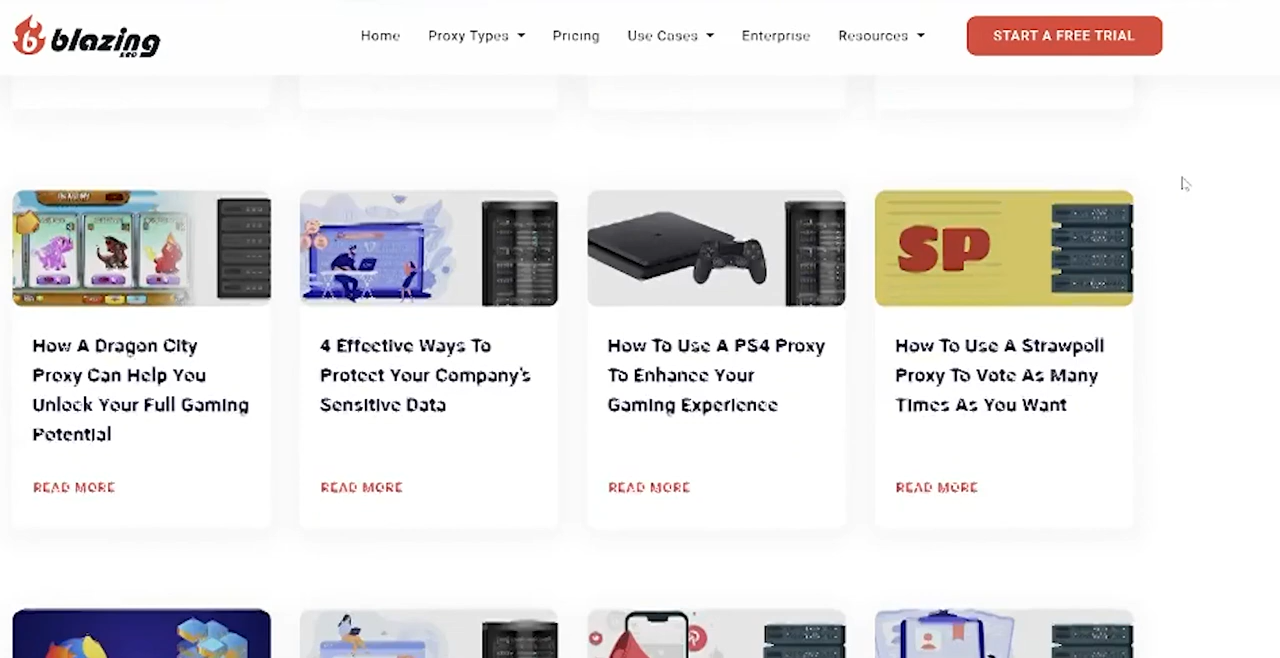 blazing
SEO
Home Proxy Types Pricing Use Cases Enterprise Resources START A FREE TRIAL
SP
How A Dragon City
Proxy Can Help You
Unlock Your Full Gaming
Potential
READ MORE
4 Effective Ways To
Protect Your Company's
Sensitive Data
READ MORE
How To Use A PS4 Proxy
To Enhance Your
Gaming Experience
READ MORE
How To Use A Strawpoll
Proxy To Vote As Many
Times As You Want
READ MORE